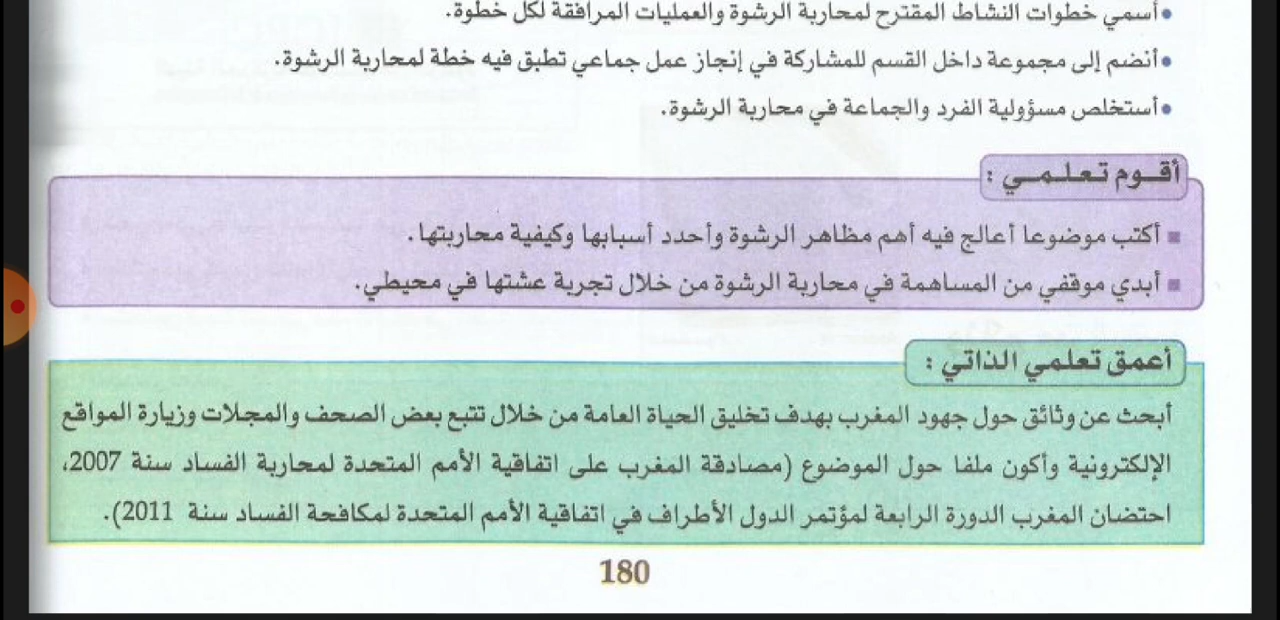 •أسمي خطوات النشاط المقترح لمحاربة الرشوة والعمليات المرافقة لكل خطوة.
•أنضم إلى مجموعة داخل القسم للمشاركة في إنجاز عمل جماعي تطبق فيه خطة لمحاربة الرشوة.
•أستخلص مسؤولية الفرد والجماعة في محاربة الرشوة.
أقــوم تـعـلـمـــي :
■ أكتب موضوعا أعالج فيه أهم مظاهر الرشوة وأحدد أسبابها وكيفية محاربتها.
■ أبدي موقفي من المساهمة في محاربة الرشوة من خلال تجربة عشتها في محيطي.
أعمق تعلمي الذاتي :
أبحث عن وثائق حول جهود المغرب بهدف تخليق الحياة العامة من خلال تتبع بعض الصحف والمجلات وزيارة المواقع
الإلكترونية وأكون ملفا حول الموضوع (مصادقة المغرب على اتفاقية الأمم المتحدة لمحاربة الفساد سنة 2007،
احتضان المغرب الدورة الرابعة لمؤتمر الدول الأطراف في اتفاقية الأمم المتحدة لمكافحة الفساد سنة 2011).
180